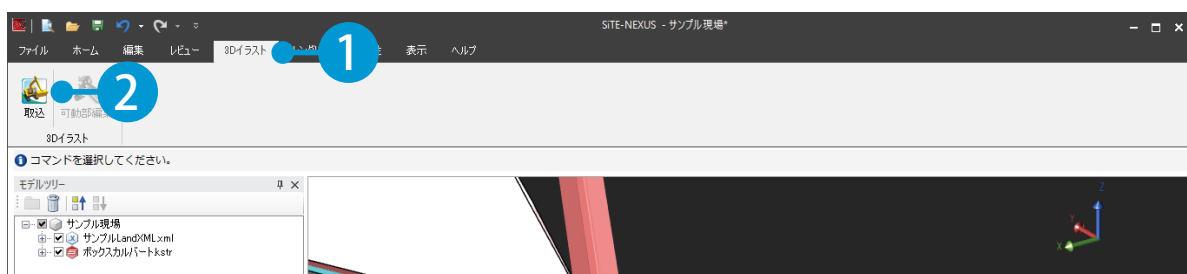 SiTE-NEXUS - サンプル現場*
ファイル ホーム 編集 レビュー 3Dイラスト 表示 ヘルプ
1
2
取込 可動部編
3Dイラスト
コマンドを選択してください。
モデルツリー
サンプル現場
サンプルLandXML.xml
ボックスカルバート.kstr
Z
Y
X